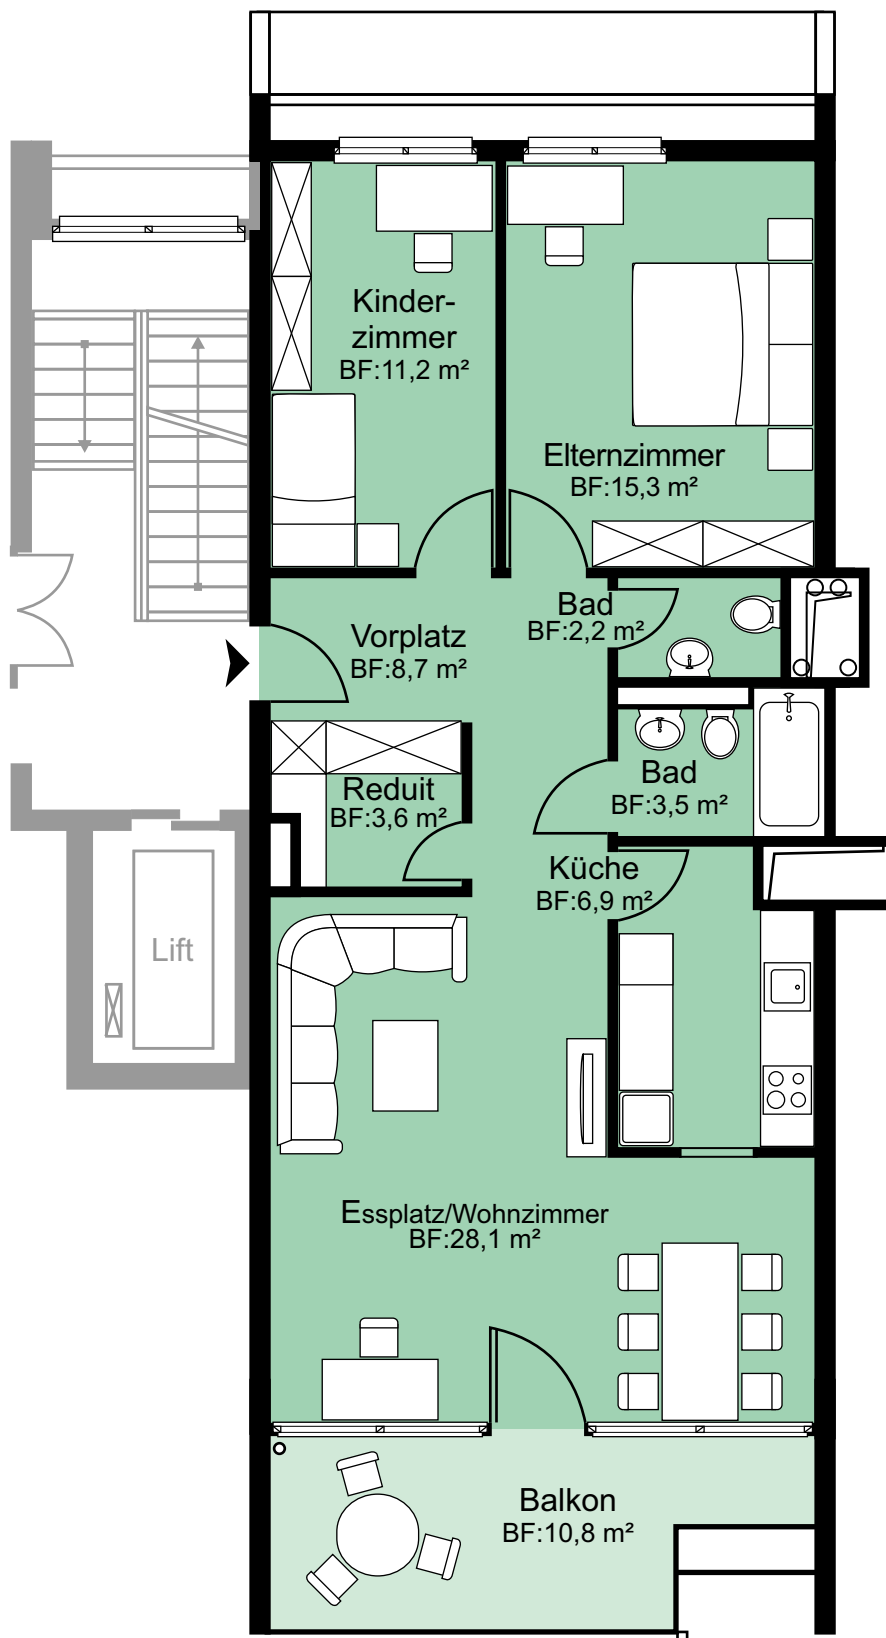 Kinder-
zimmer
BF:11,2 m²
Elternzimmer
BF:15,3 m²
Bad
BF:2,2 m²
Vorplatz
BF:8,7 m²
Bad
BF:3,5 m²
Reduit
BF:3,6 m²
Küche
BF:6,9 m²
Lift
Essplatz/Wohnzimmer
BF:28,1 m²
Balkon
BF:10,8 m²